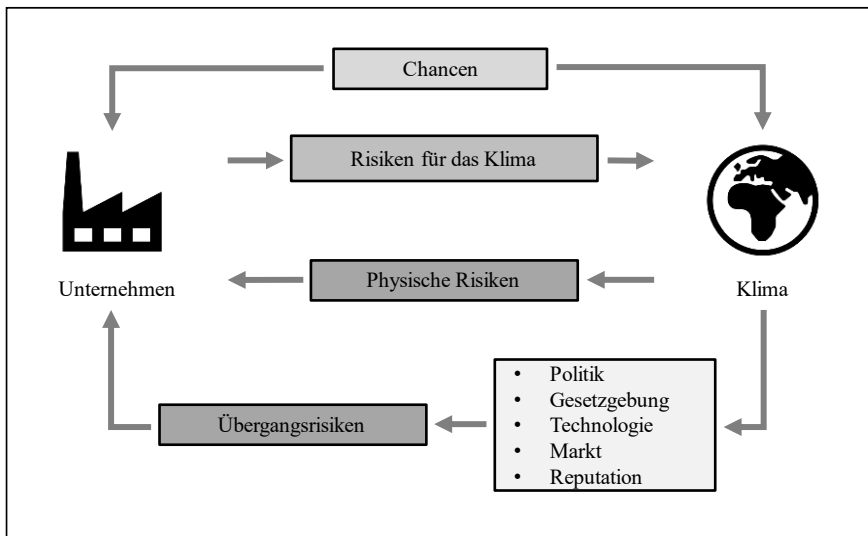 Chancen
Risiken für das Klima
Physische Risiken
Unternehmen
Klima
• Politik
• Gesetzgebung
• Technologie
• Markt
• Reputation
Übergangsrisiken